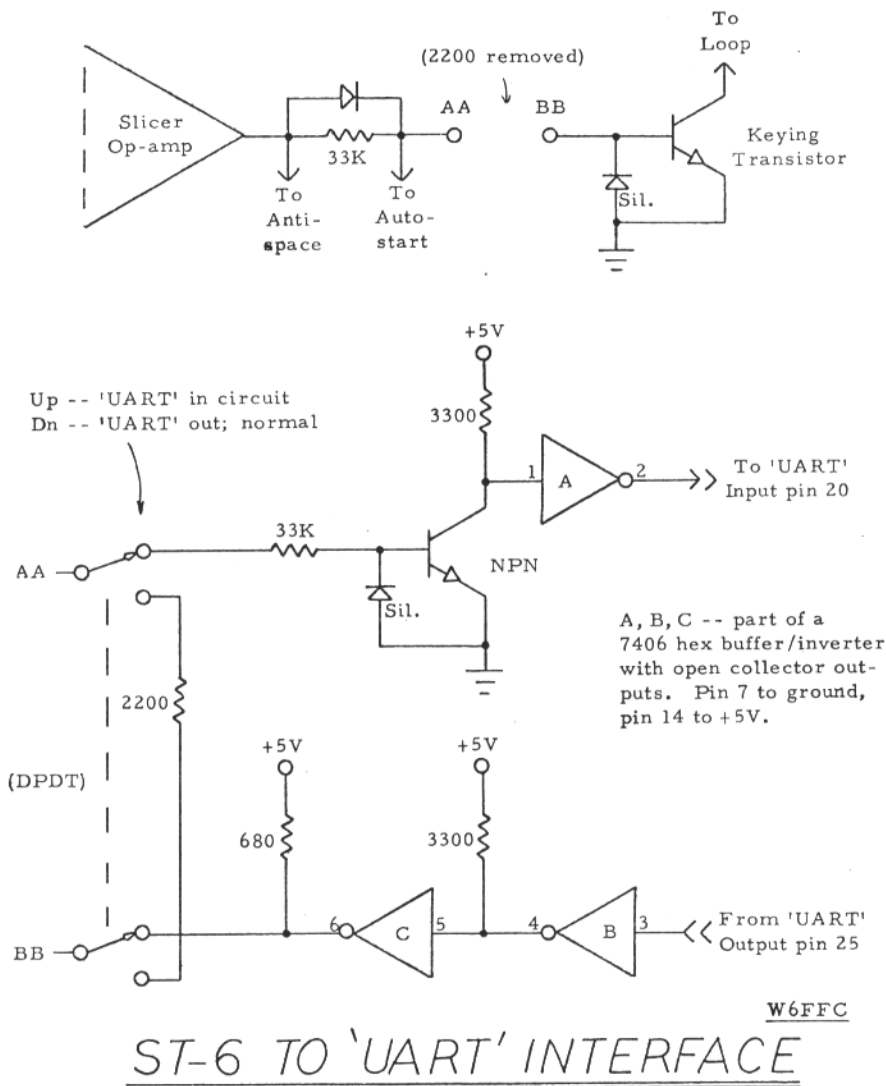 To
Loop
(2200 removed)
AA
BB
Slicer
Op-amp
33K
Keying
Transistor
To
Anti-
space
To
Auto-
start
Sil.
+5V
Up -- 'UART' in circuit
Dn -- 'UART' out; normal
3300
1
A
2
To 'UART'
Input pin 20
33K
NPN
AA
Sil.
A, B, C -- part of a
7406 hex buffer/inverter
with open collector out-
puts. Pin 7 to ground,
pin 14 to +5V.
2200
+5V
+5V
(DPDT)
680
3300
6
C
5
4
B
3
From 'UART'
Output pin 25
BB
W6FFC
ST-6 TO 'UART' INTERFACE